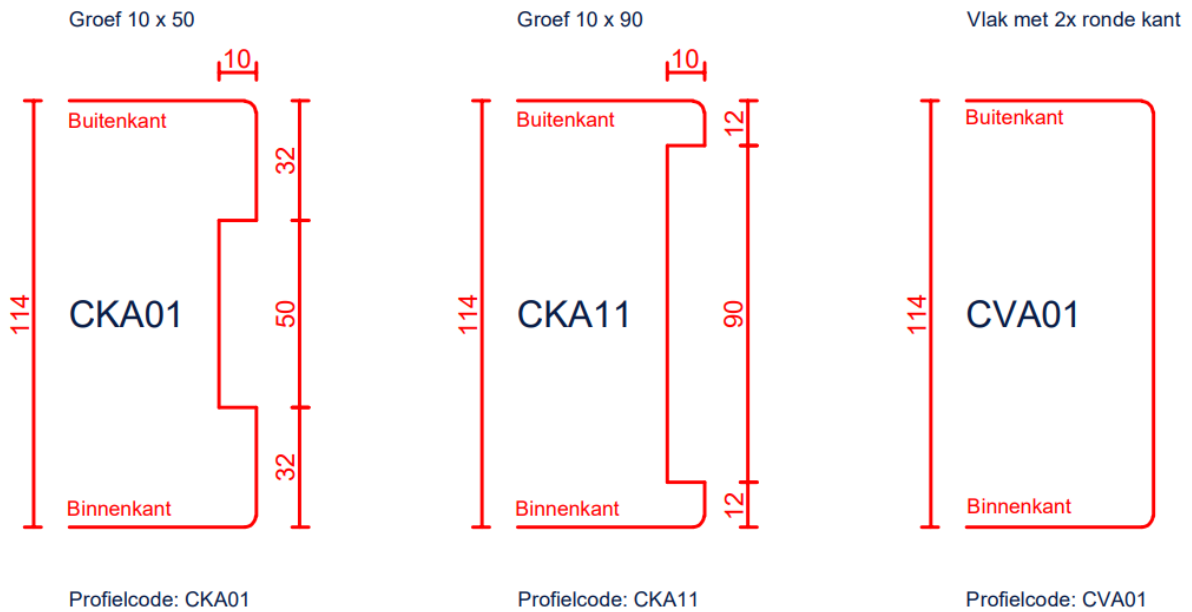 Groef 10 x 50
10
Buitenkant
32
114
CKA01
50
32
Binnenkant
Profielcode: CKA01
Groef 10 x 90
10
Buitenkant
12
114
CKA11
90
12
Binnenkant
Profielcode: CKA11
Vlak met 2x ronde kant
Buitenkant
114
CVA01
Binnenkant
Profielcode: CVA01